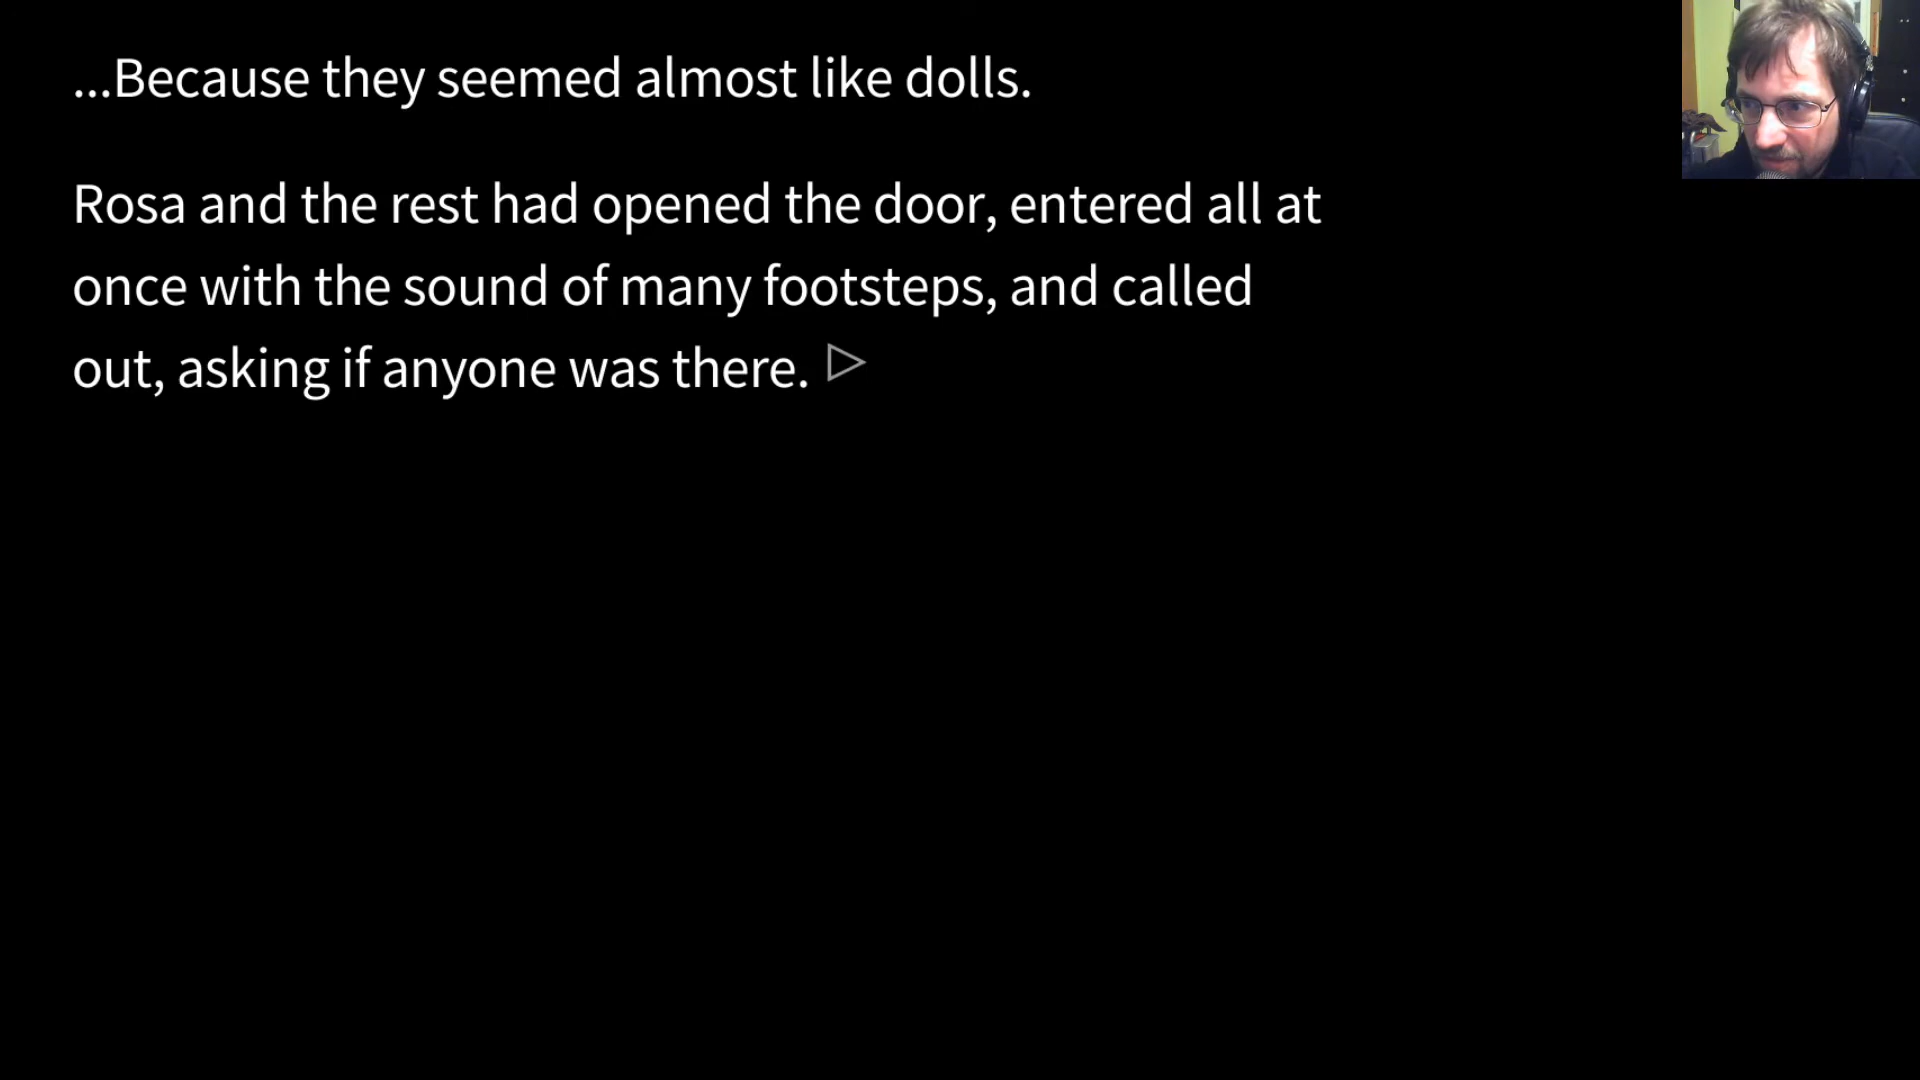 ...Because they seemed almost like dolls.
Rosa and the rest had opened the door, entered all at
once with the sound of many footsteps, and called
out, asking if anyone was there.